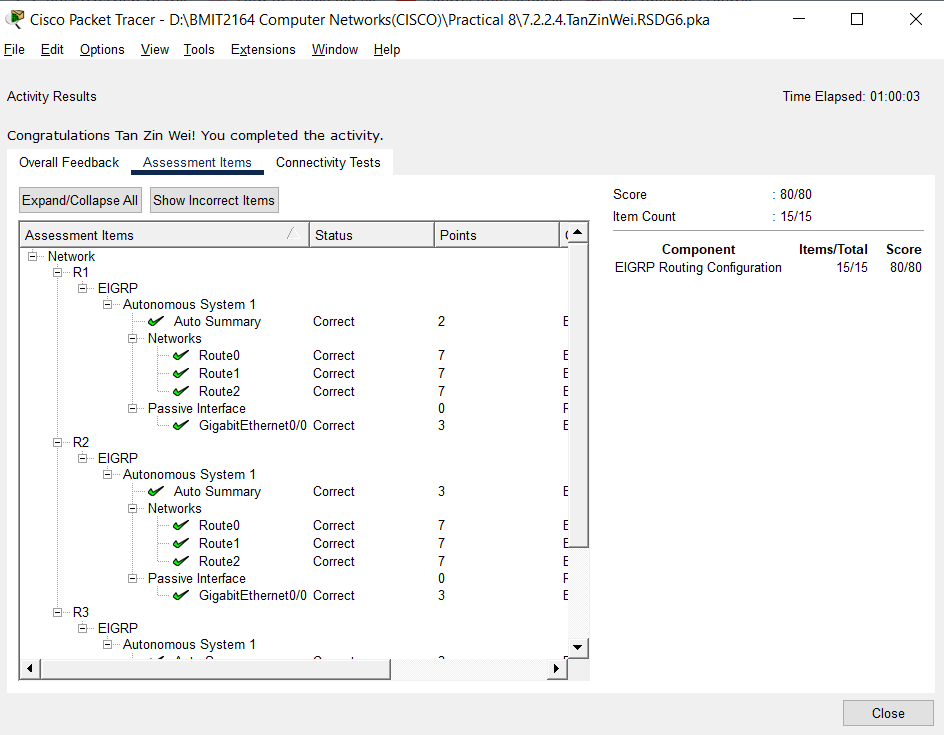 Cisco Packet Tracer - D:\BMIT2164 Computer Networks(CISCO)\Practical 8\7.2.2.4.TanZinWei.RSDG6.pka
File Edit Options View Tools Extensions Window Help
Activity Results Time Elapsed: 01:00:03
Congratulations Tan Zin Wei! You completed the activity.
Overall Feedback Assessment Items Connectivity Tests
Expand/Collapse All Show Incorrect Items
Assessment Items Status Points
Network
R1
EIGRP
Autonomous System 1
Auto Summary Correct 2
Networks
Route0 Correct 7
Route1 Correct 7
Route2 Correct 7
Passive Interface 0
GigabitEthernet0/0 Correct 3
R2
EIGRP
Autonomous System 1
Auto Summary Correct 3
Networks
Route0 Correct 7
Route1 Correct 7
Route2 Correct 7
Passive Interface 0
GigabitEthernet0/0 Correct 3
R3
EIGRP
Autonomous System 1
Score : 80/80
Item Count : 15/15
Component Items/Total Score
EIGRP Routing Configuration 15/15 80/80
Close